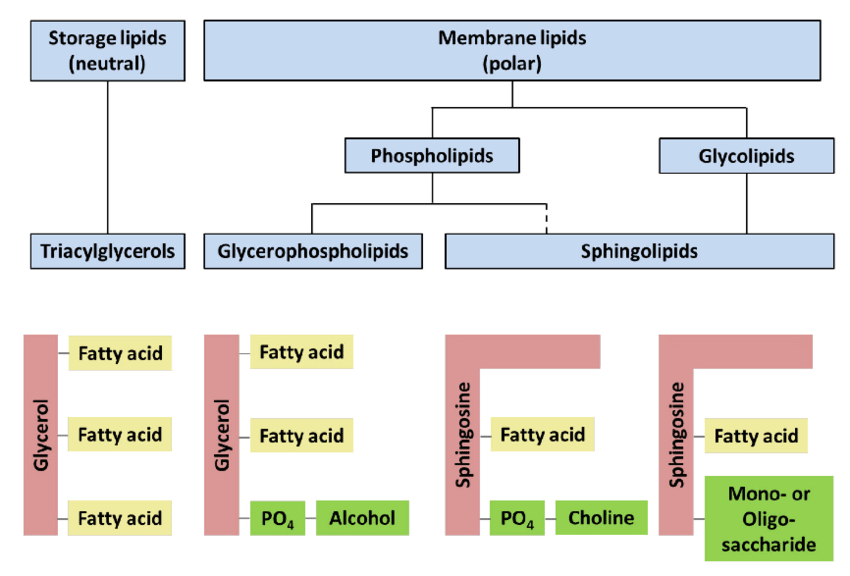 Storage lipids
(neutral)
Membrane lipids
(polar)
Phospholipids
Glycolipids
Triacylglycerols
Glycerophospholipids
Sphingolipids
Glycerol
Fatty acid
Fatty acid
Fatty acid
Glycerol
Fatty acid
Fatty acid
PO₄
Alcohol
Sphingosine
Fatty acid
PO₄
Choline
Sphingosine
Fatty acid
Mono- or
Oligo-
saccharide